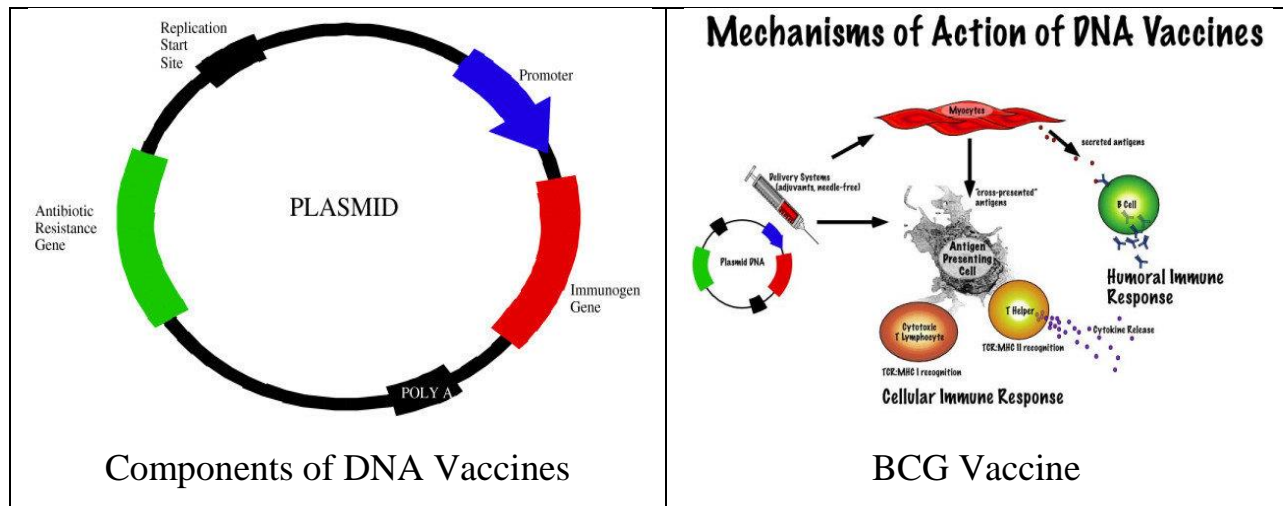 Replication
Start
Site
Promoter
PLASMID
Antibiotic
Resistance
Gene
Immunogen
Gene
POLY A
Components of DNA Vaccines
Mechanisms of Action of DNA Vaccines
Myocytes
secreted antigens
Delivery Systems
(adjuvants, needle-free)
"cross-presented"
antigens
B Cell
Plasmid DNA
Antigen
Presenting
Cell
Humoral Immune
Response
T Helper
Cytokine Release
Cytotoxic
T Lymphocyte
TCR:MHC II recognition
TCR:MHC I recognition
Cellular Immune Response
BCG Vaccine